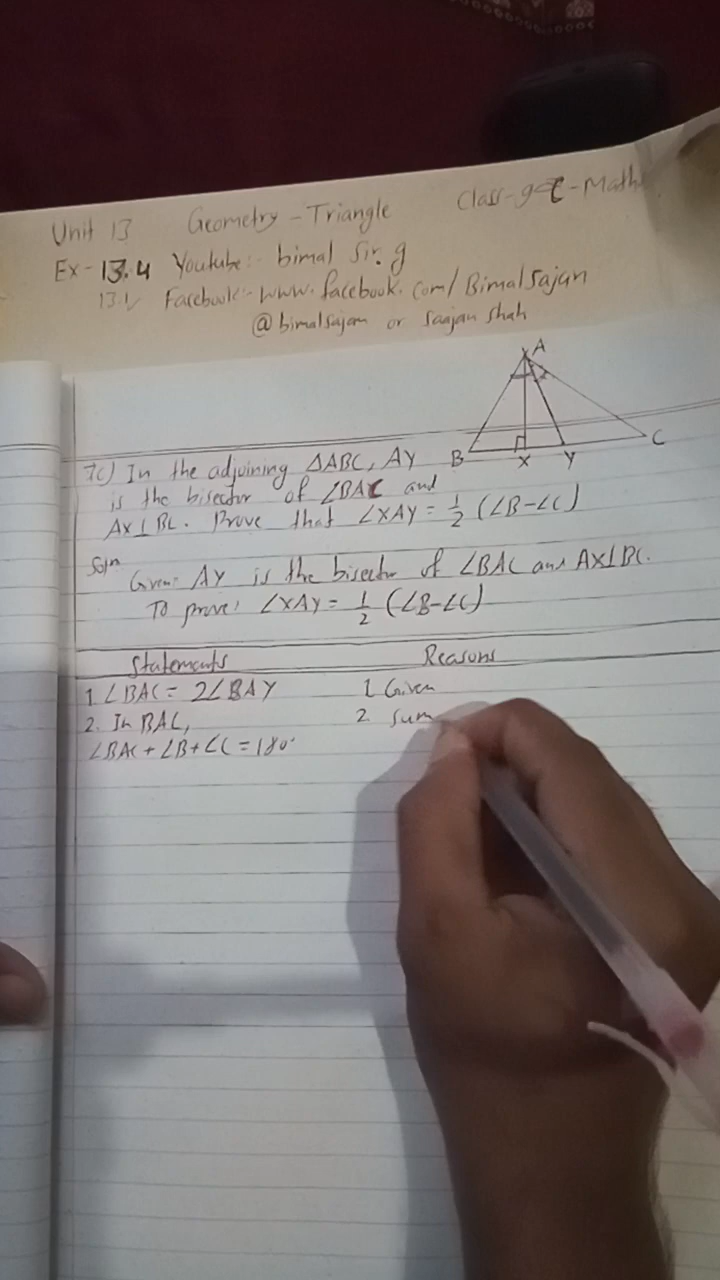 Unit 13 Geometry - Triangle Class-9 - Math
Ex-13.4 Youtube:- bimal sir. g
13.1 Facebook:- www.facebook.com/Bimalsajan
@bimalsajan or saajan shah
A
B X Y C
7c) In the adjoining ΔABC, AY
is the bisector of ∠BAC and
AX⊥BC. Prove that ∠XAY = 1/2 (∠B-∠C)
Soln
Given: AY is the bisector of ∠BAC and AX⊥BC.
To prove: ∠XAY = 1/2 (∠B-∠C)
Statements Reasons
1. ∠BAC = 2∠BAY 1. Given
2. In BAC, 2. Sum
∠BAC + ∠B + ∠C = 180°